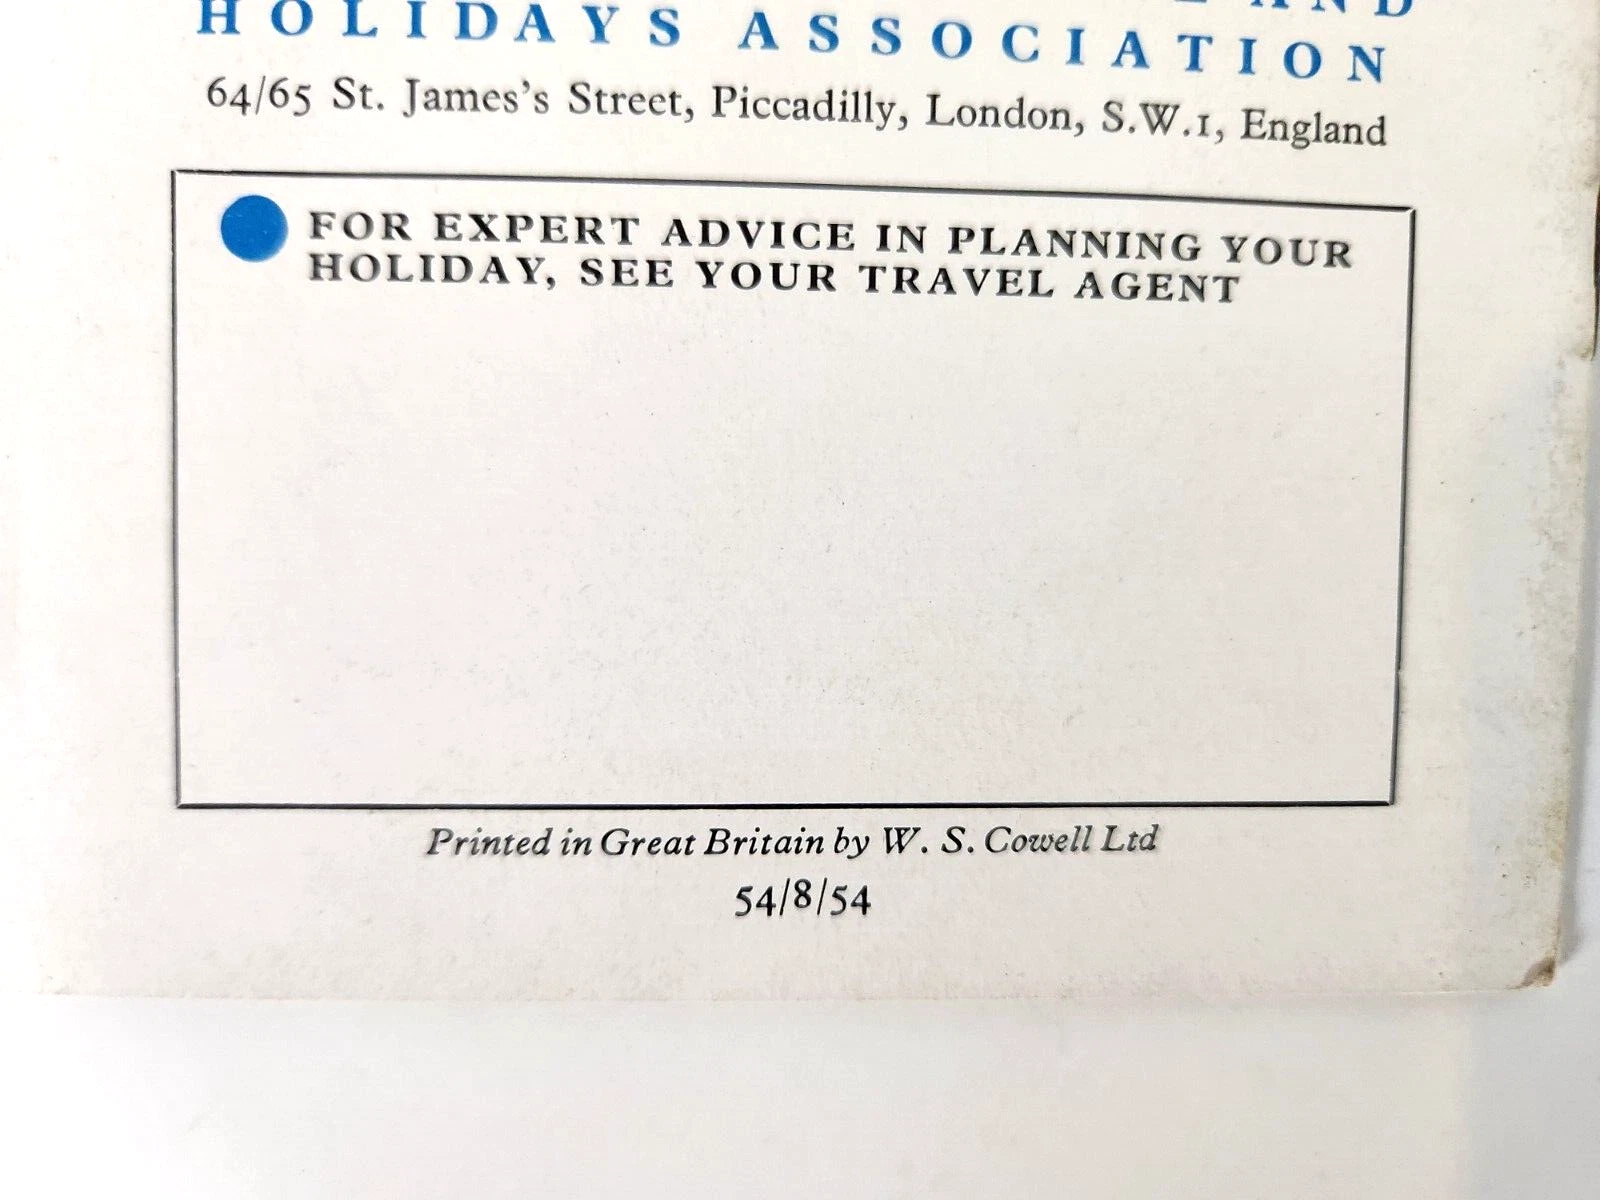 AND
HOLIDAYS ASSOCIATION
64/65 St. James's Street, Piccadilly, London, S.W.1, England
FOR EXPERT ADVICE IN PLANNING YOUR
HOLIDAY, SEE YOUR TRAVEL AGENT
Printed in Great Britain by W. S. Cowell Ltd
54/8/54